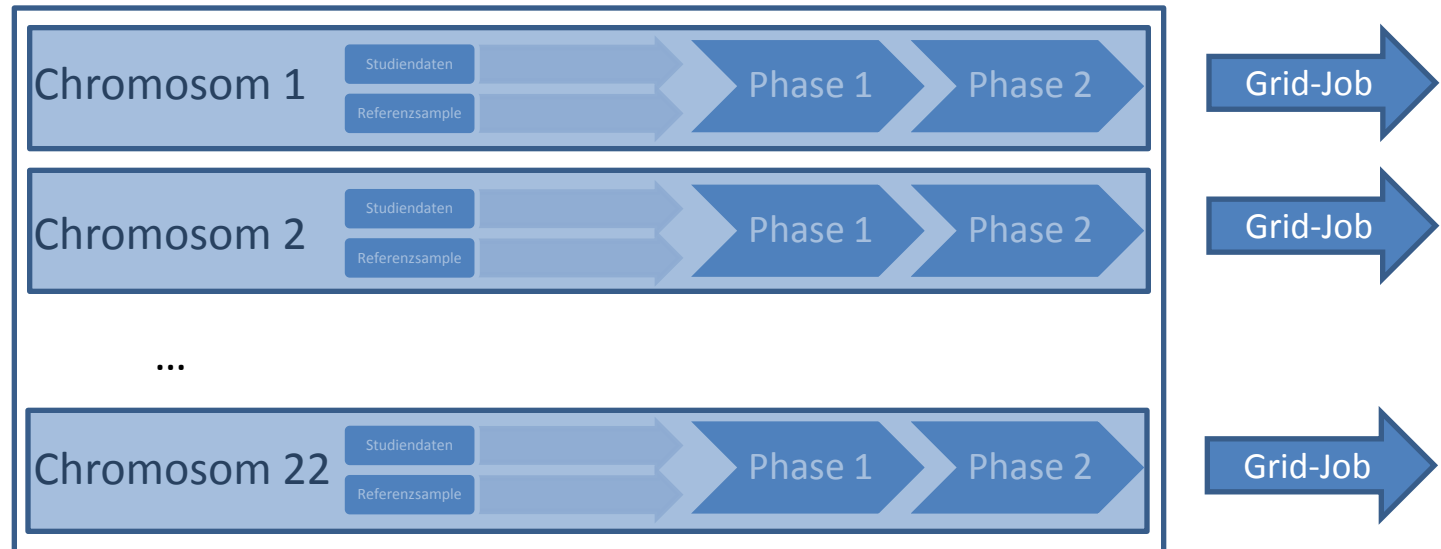 Chromosom 1
Studiendaten
Referenzsample
Phase 1
Phase 2
Grid-Job
Chromosom 2
Studiendaten
Referenzsample
Phase 1
Phase 2
Grid-Job
...
Chromosom 22
Studiendaten
Referenzsample
Phase 1
Phase 2
Grid-Job